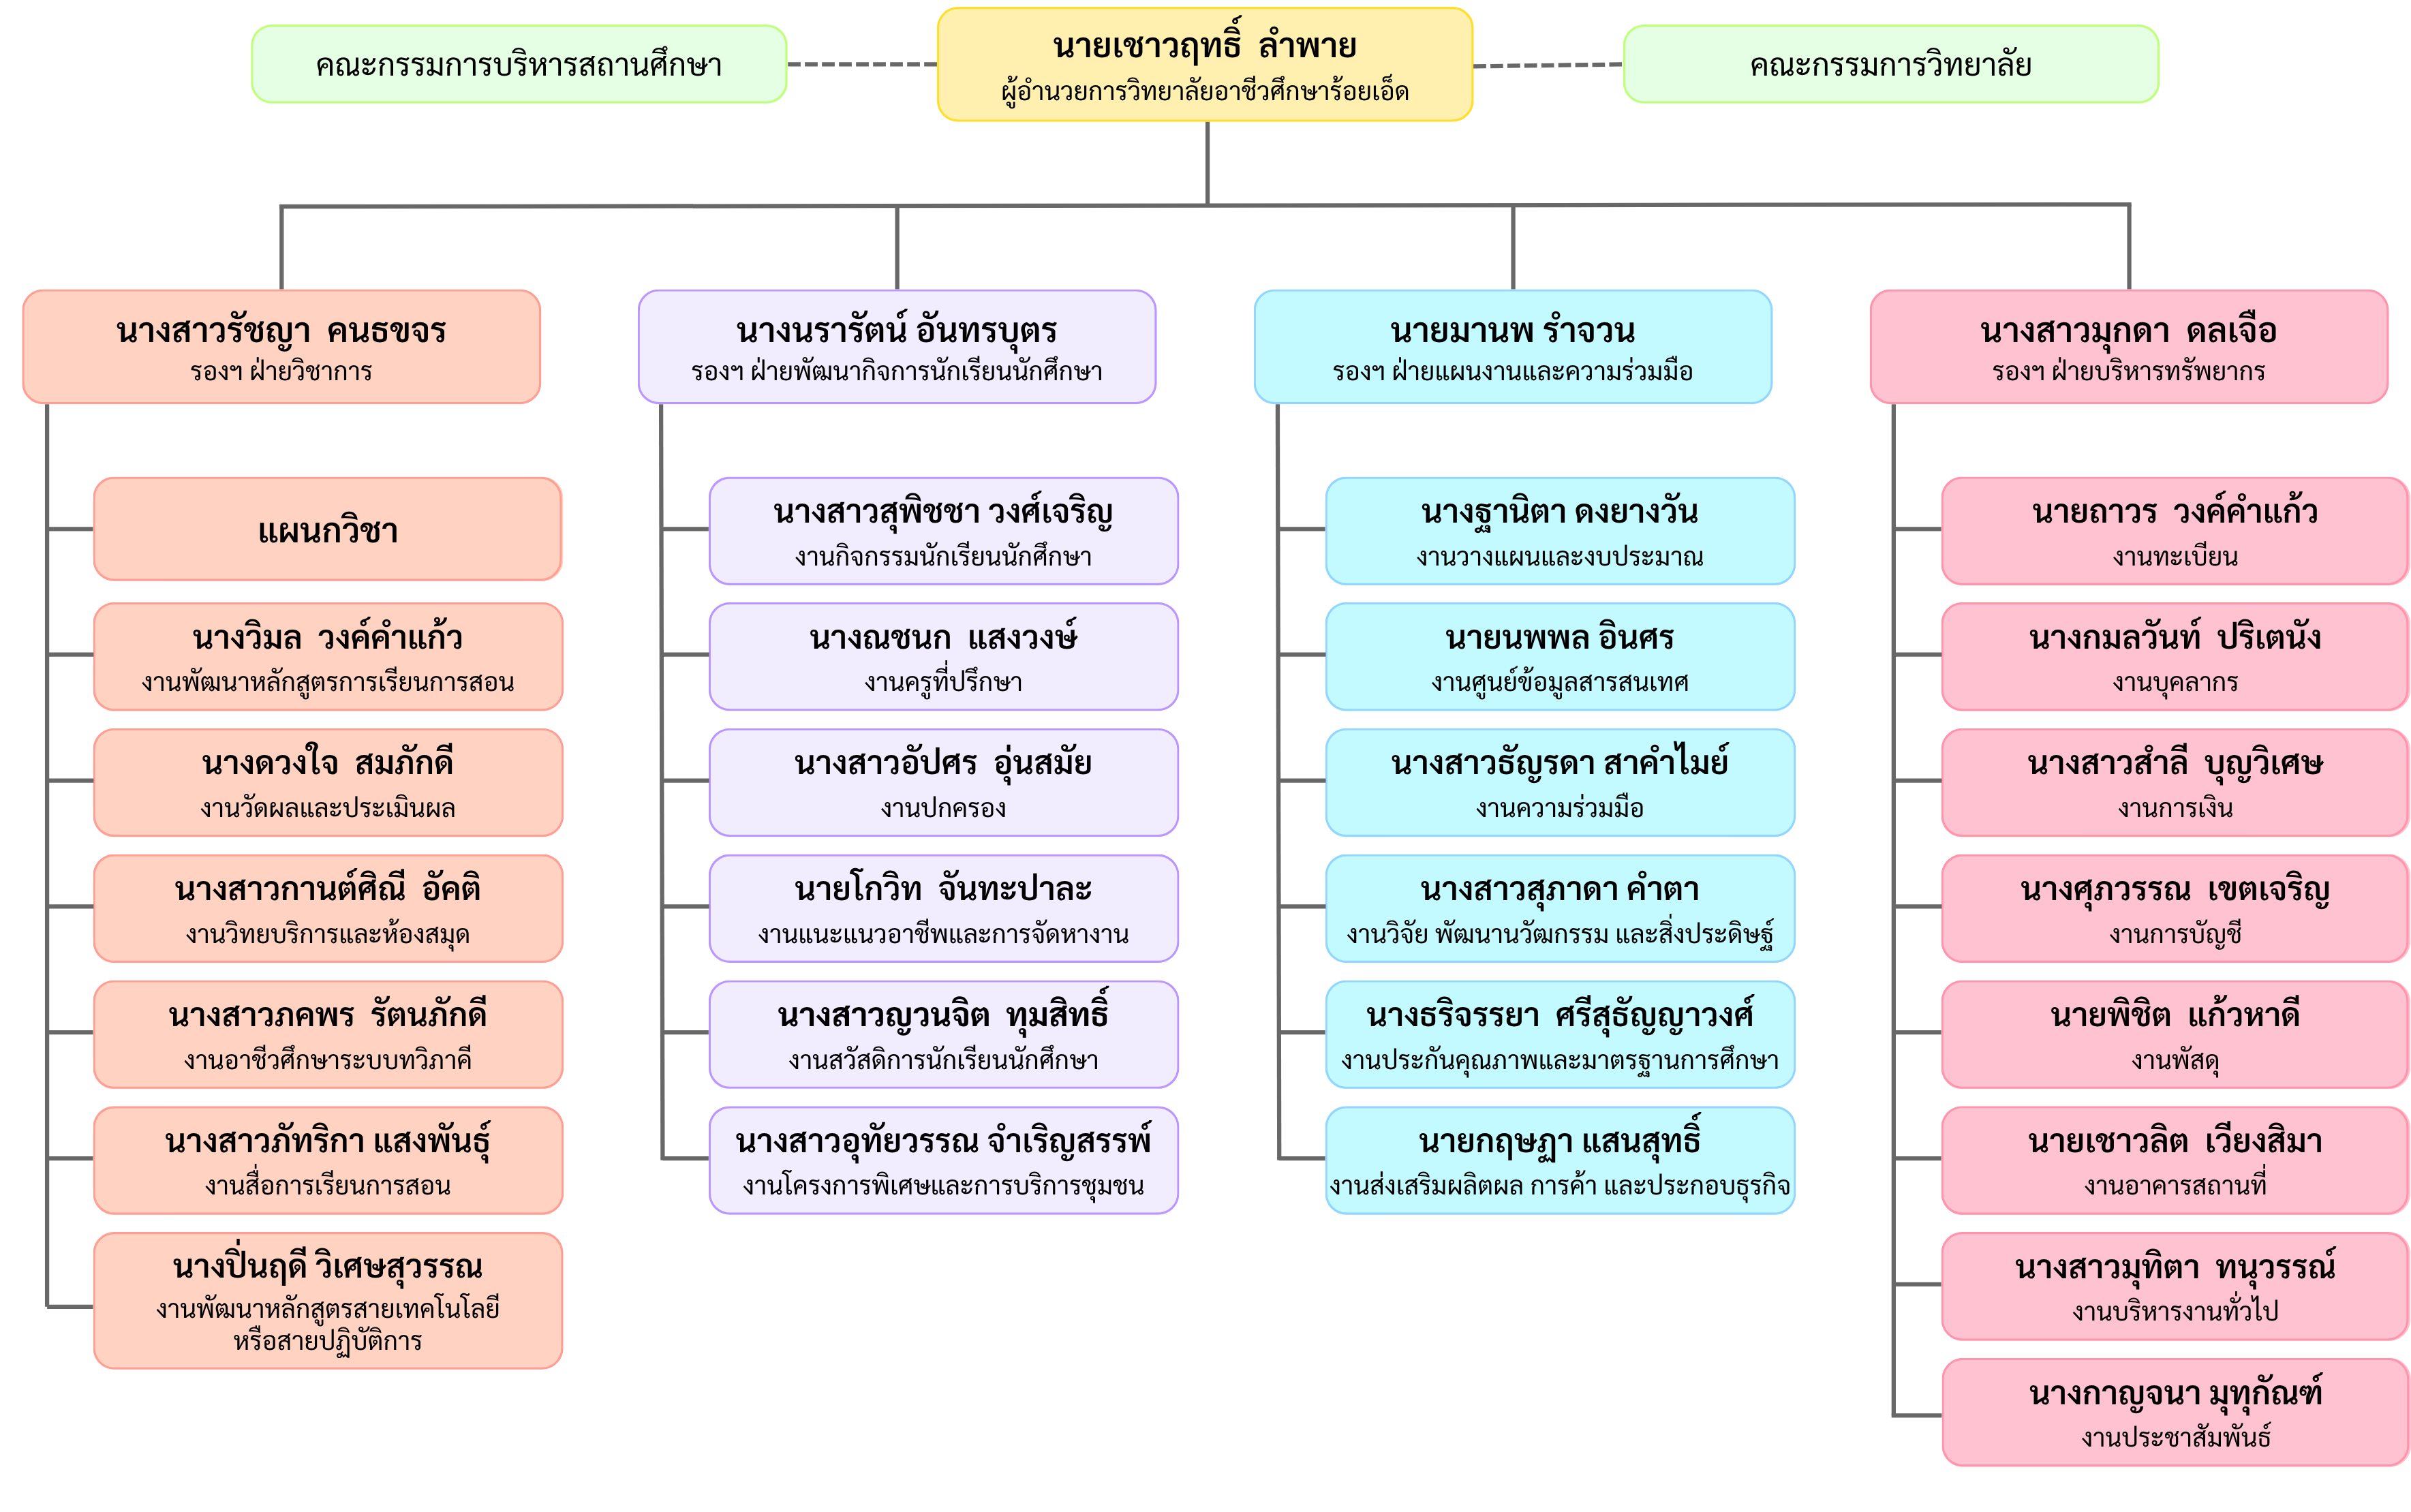 คณะกรรมการบริหารสถานศึกษา
นายเชาวฤทธิ์ ลำพาย
ผู้อำนวยการวิทยาลัยอาชีวศึกษาร้อยเอ็ด
คณะกรรมการวิทยาลัย
นางสาวรัชญา คนธขจร
รองฯ ฝ่ายวิชาการ
แผนกวิชา
นางวิมล วงค์คำแก้ว
งานพัฒนาหลักสูตรการเรียนการสอน
นางดวงใจ สมภักดี
งานวัดผลและประเมินผล
นางสาวกานต์ศิณี อัคติ
งานวิทยบริการและห้องสมุด
นางสาวภคพร รัตนภักดี
งานอาชีวศึกษาระบบทวิภาคี
นางสาวภัทริกา แสงพันธุ์
งานสื่อการเรียนการสอน
นางปิ่นฤดี วิเศษสุวรรณ
งานพัฒนาหลักสูตรสายเทคโนโลยี
หรือสายปฏิบัติการ
นางนรารัตน์ อันทรบุตร
รองฯ ฝ่ายพัฒนากิจการนักเรียนนักศึกษา
นางสาวสุพิชชา วงศ์เจริญ
งานกิจกรรมนักเรียนนักศึกษา
นางณชนก แสงวงษ์
งานครูที่ปรึกษา
นางสาวอัปศร อุ่นสมัย
งานปกครอง
นายโกวิท จันทะปาละ
งานแนะแนวอาชีพและการจัดหางาน
นางสาวญวนจิต ทุมสิทธิ์
งานสวัสดิการนักเรียนนักศึกษา
นางสาวอุทัยวรรณ จำเริญสรรพ์
งานโครงการพิเศษและการบริการชุมชน
นายมานพ รำจวน
รองฯ ฝ่ายแผนงานและความร่วมมือ
นางฐานิตา ดงยางวัน
งานวางแผนและงบประมาณ
นายนพพล อินศร
งานศูนย์ข้อมูลสารสนเทศ
นางสาวธัญรดา สาคำไมย์
งานความร่วมมือ
นางสาวสุภาดา คำตา
งานวิจัย พัฒนานวัฒกรรม และสิ่งประดิษฐ์
นางธริจรรยา ศรีสุธัญญาวงศ์
งานประกันคุณภาพและมาตรฐานการศึกษา
นายกฤษฏา แสนสุทธิ์
งานส่งเสริมผลิตผล การค้า และประกอบธุรกิจ
นางสาวมุกดา ดลเจือ
รองฯ ฝ่ายบริหารทรัพยากร
นายถาวร วงค์คำแก้ว
งานทะเบียน
นางกมลวันท์ ปริเตนัง
งานบุคลากร
นางสาวสำลี บุญวิเศษ
งานการเงิน
นางศุภวรรณ เขตเจริญ
งานการบัญชี
นายพิชิต แก้วหาดี
งานพัสดุ
นายเชาวลิต เวียงสิมา
งานอาคารสถานที่
นางสาวมุทิตา ทนุวรรณ์
งานบริหารงานทั่วไป
นางกาญจนา มุทุกัณฑ์
งานประชาสัมพันธ์